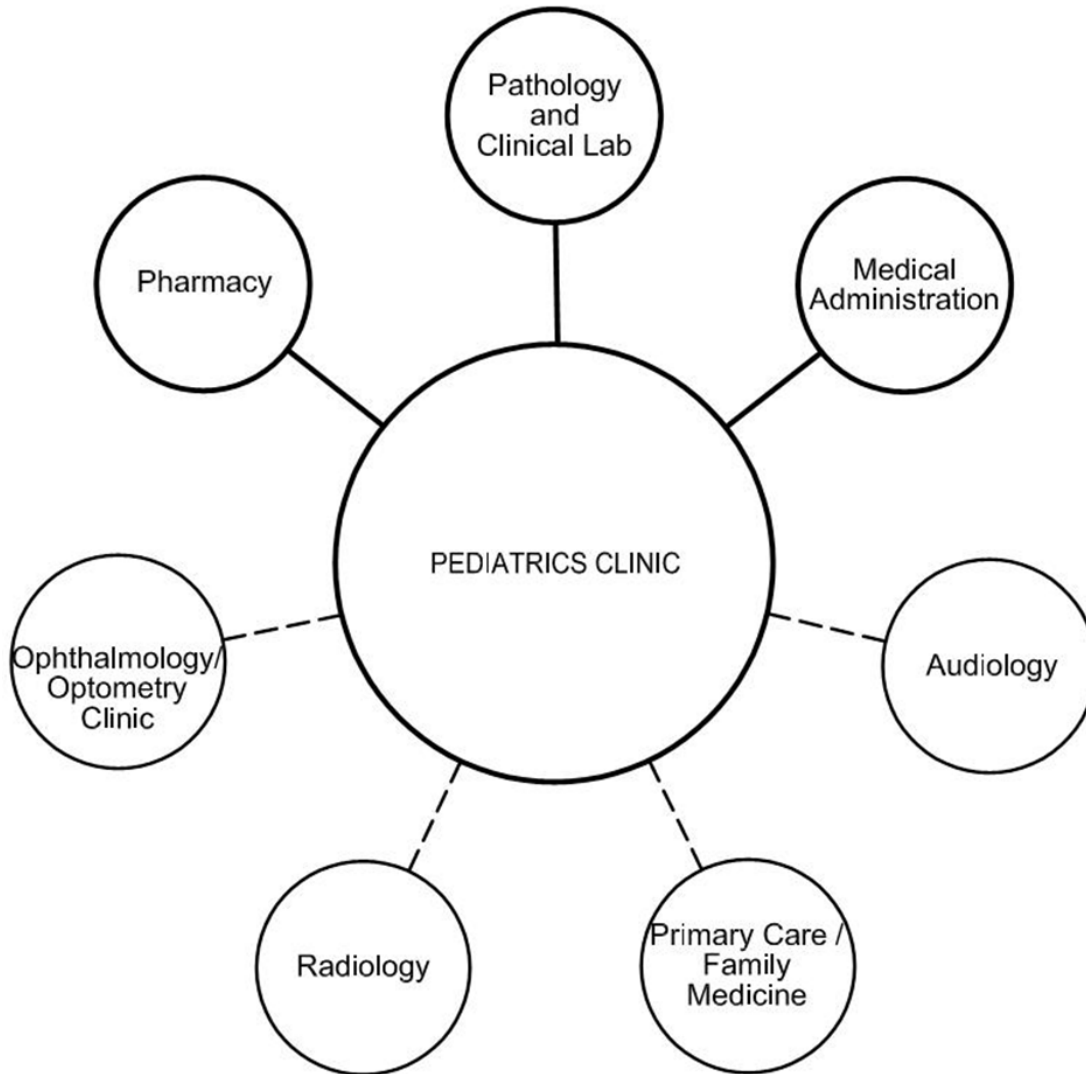 Pathology
and
Clinical Lab
Pharmacy
Medical
Administration
PEDIATRICS CLINIC
Ophthalmology/
Optometry
Clinic
Audiology
Radiology
Primary Care /
Family
Medicine